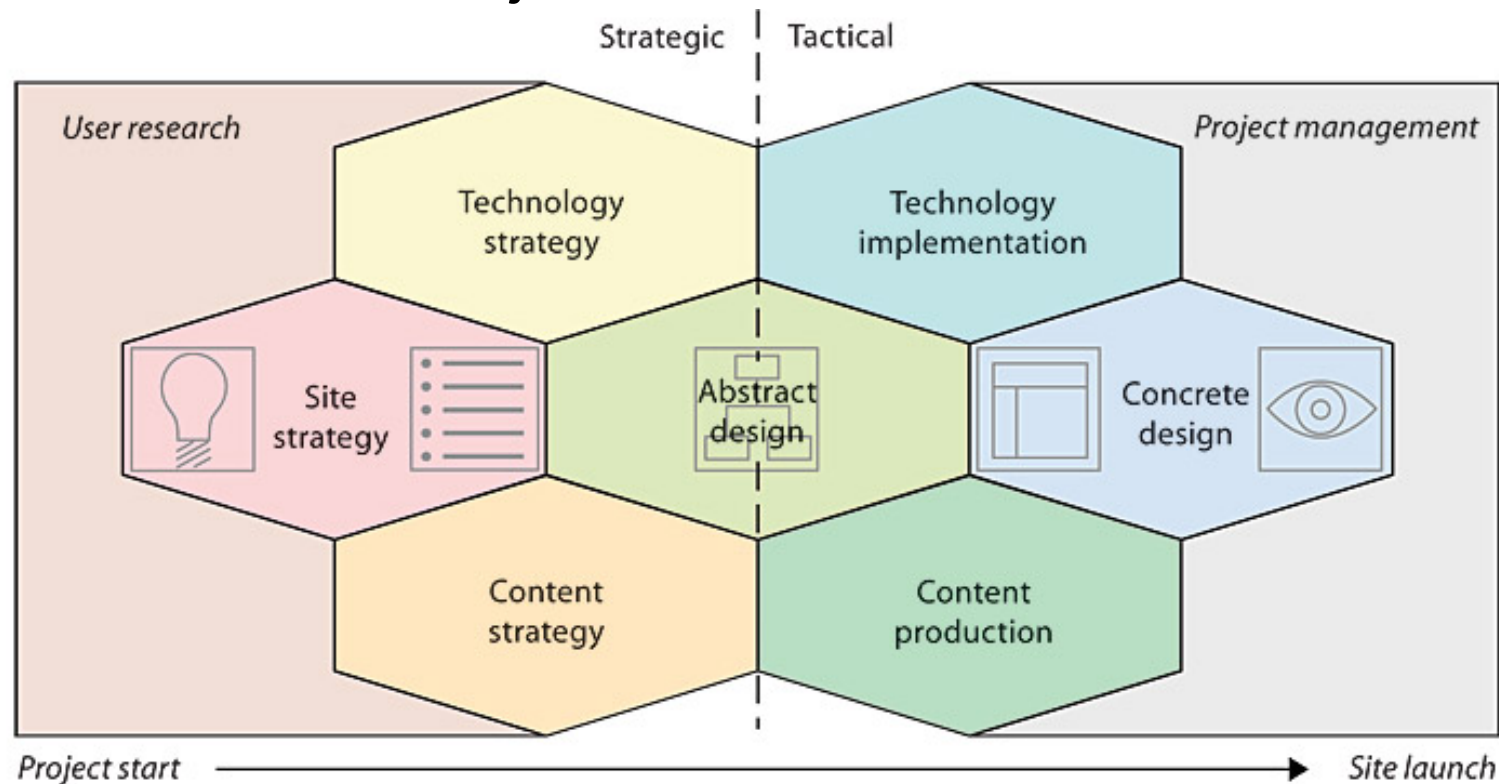 Strategic
Tactical
User research
Project management
Technology
strategy
Technology
implementation
Site
strategy
Abstract
design
Concrete
design
Content
strategy
Content
production
Project start
Site launch